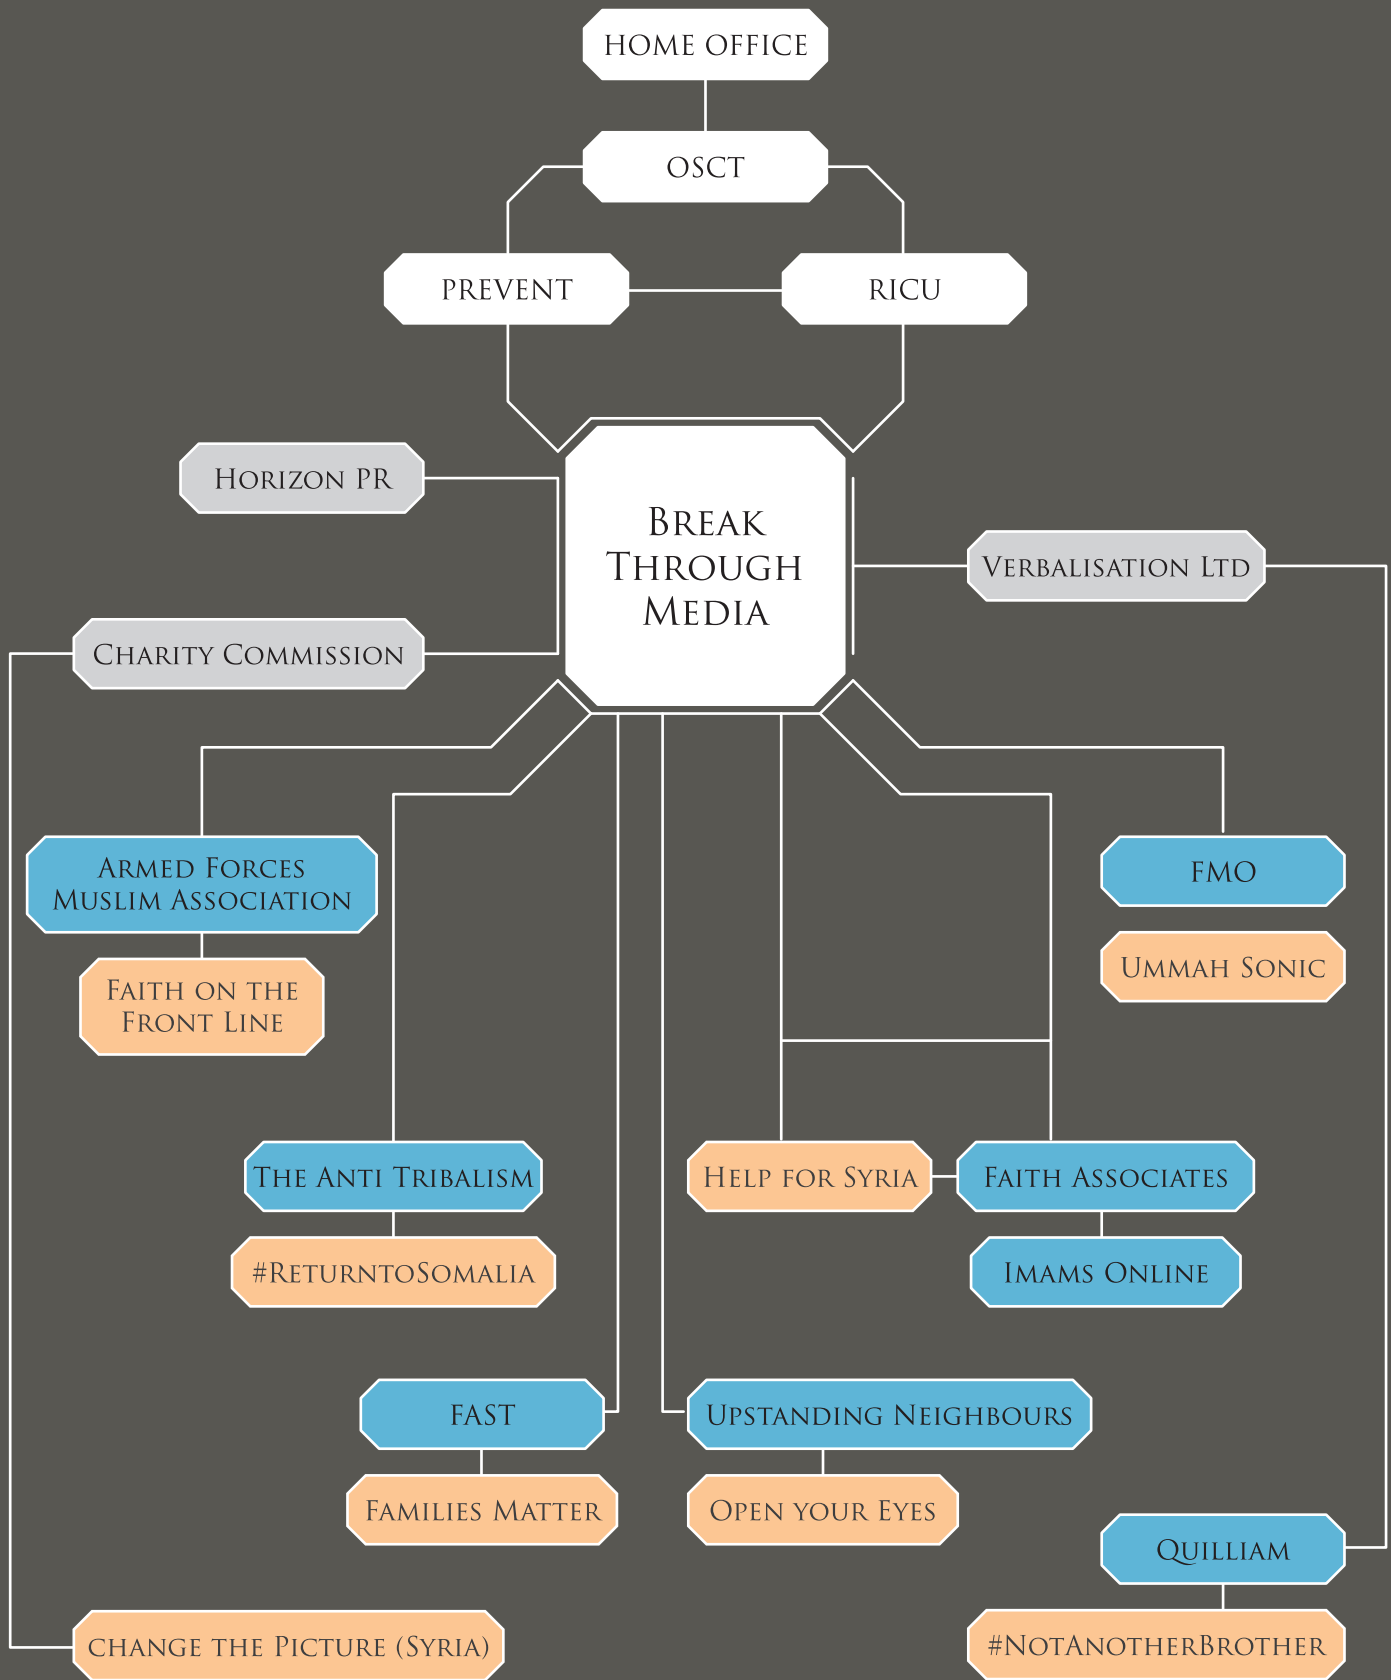 HOME OFFICE
OSCT
PREVENT
RICU
HORIZON PR
BREAK
THROUGH
MEDIA
VERBALISATION LTD
CHARITY COMMISSION
ARMED FORCES
MUSLIM ASSOCIATION
FMO
FAITH ON THE
FRONT LINE
UMMAH SONIC
THE ANTI TRIBALISM
HELP FOR SYRIA
FAITH ASSOCIATES
#RETURNTOSOMALIA
IMAMS ONLINE
FAST
UPSTANDING NEIGHBOURS
FAMILIES MATTER
OPEN YOUR EYES
QUILLIAM
CHANGE THE PICTURE (SYRIA)
#NOTANOTHERBROTHER